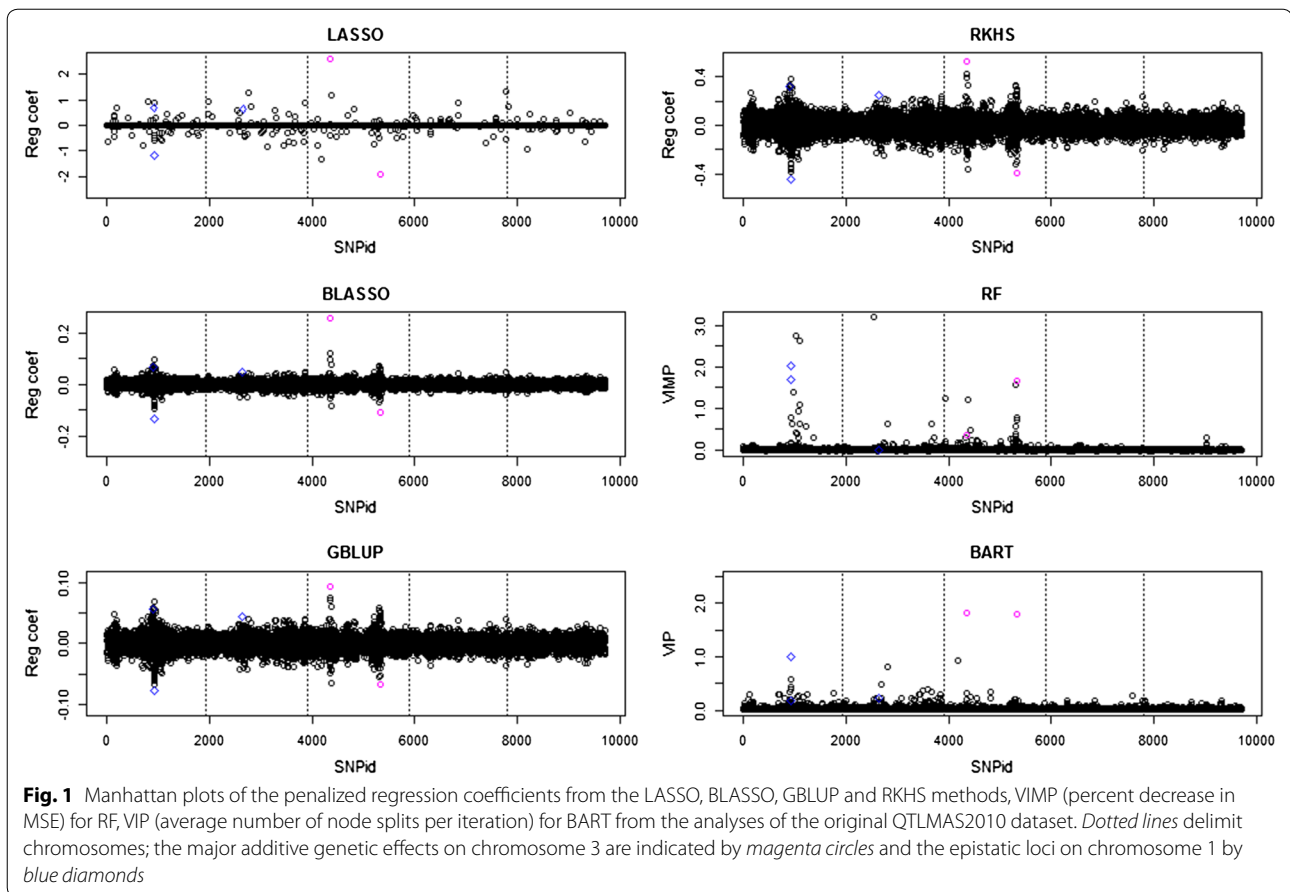 LASSO
Reg coef
2
1
0
-1
-2
0
2000
4000
6000
8000
10000
SNPid
RKHS
Reg coef
0.4
0.0
-0.4
0
2000
4000
6000
8000
10000
SNPid
BLASSO
Reg coef
0.2
0.0
-0.2
0
2000
4000
6000
8000
10000
SNPid
RF
VIMP
3.0
2.0
1.0
0.0
0
2000
4000
6000
8000
10000
SNPid
GBLUP
Reg coef
0.10
0.00
-0.10
0
2000
4000
6000
8000
10000
SNPid
BART
VIP
2.0
1.0
0.0
0
2000
4000
6000
8000
10000
SNPid
Fig. 1 Manhattan plots of the penalized regression coefficients from the LASSO, BLASSO, GBLUP and RKHS methods, VIMP (percent decrease in
MSE) for RF, VIP (average number of node splits per iteration) for BART from the analyses of the original QTLMAS2010 dataset. Dotted lines delimit
chromosomes; the major additive genetic effects on chromosome 3 are indicated by magenta circles and the epistatic loci on chromosome 1 by
blue diamonds